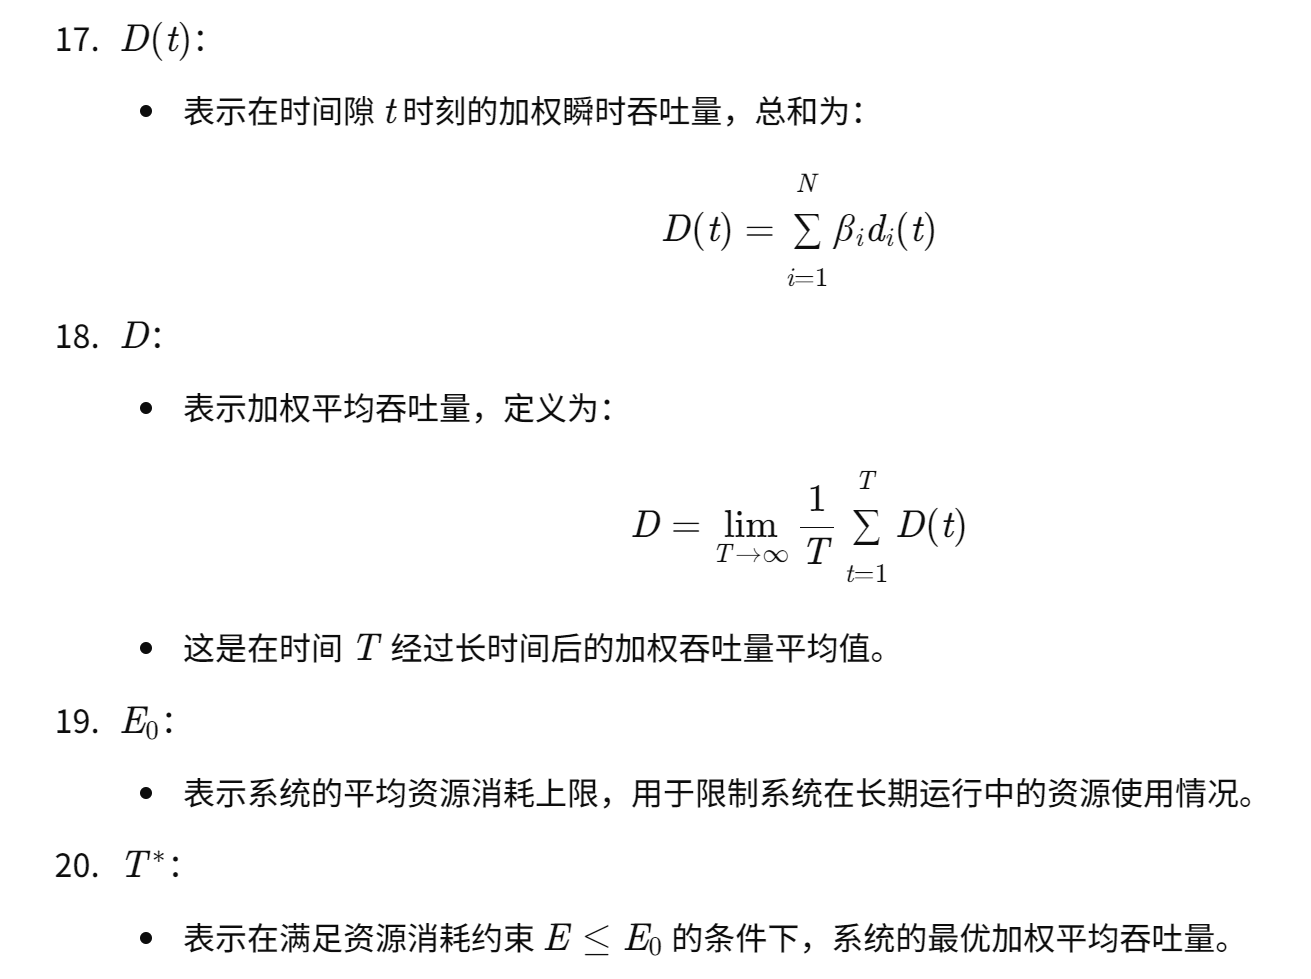 17. D(t)：
• 表示在时间隙 t 时刻的加权瞬时吞吐量，总和为：
D(t) = ∑_{i=1}^{N} β_i d_i(t)
18. D：
• 表示加权平均吞吐量，定义为：
D = lim_{T→∞} \frac{1}{T} ∑_{t=1}^{T} D(t)
• 这是在时间 T 经过长时间后的加权吞吐量平均值。
19. E_0：
• 表示系统的平均资源消耗上限，用于限制系统在长期运行中的资源使用情况。
20. T^*：
• 表示在满足资源消耗约束 E ≤ E_0 的条件下，系统的最优加权平均吞吐量。